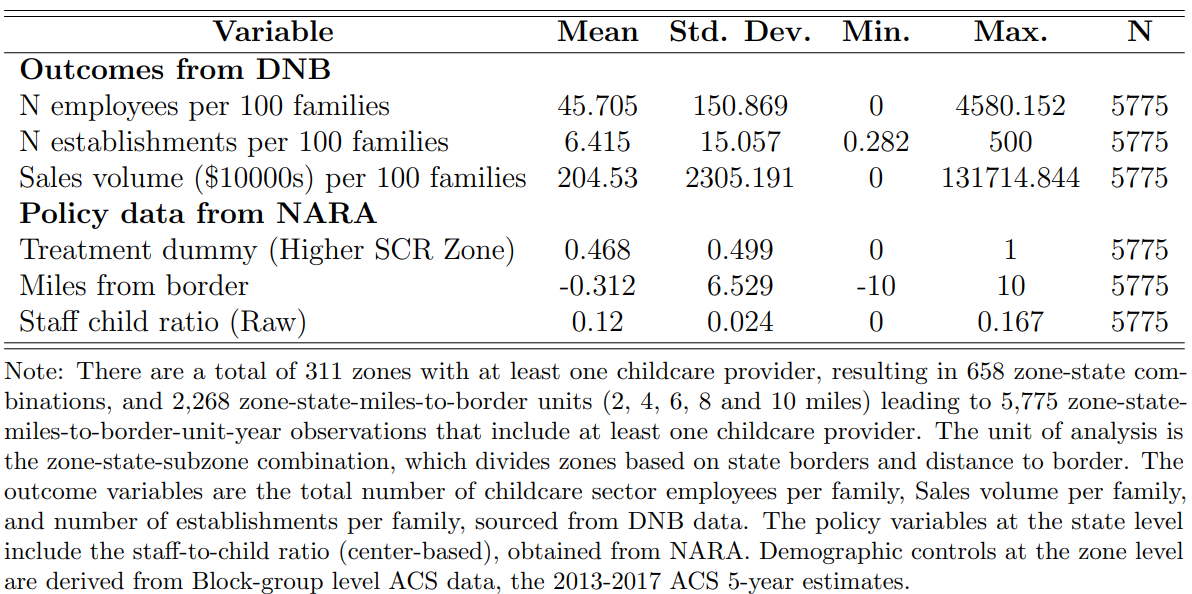 Variable Mean Std. Dev. Min. Max. N
Outcomes from DNB
N employees per 100 families 45.705 150.869 0 4580.152 5775
N establishments per 100 families 6.415 15.057 0.282 500 5775
Sales volume ($10000s) per 100 families 204.53 2305.191 0 131714.844 5775
Policy data from NARA
Treatment dummy (Higher SCR Zone) 0.468 0.499 0 1 5775
Miles from border -0.312 6.529 -10 10 5775
Staff child ratio (Raw) 0.12 0.024 0 0.167 5775
Note: There are a total of 311 zones with at least one childcare provider, resulting in 658 zone-state com-
binations, and 2,268 zone-state-miles-to-border units (2, 4, 6, 8 and 10 miles) leading to 5,775 zone-state-
miles-to-border-unit-year observations that include at least one childcare provider. The unit of analysis is
the zone-state-subzone combination, which divides zones based on state borders and distance to border. The
outcome variables are the total number of childcare sector employees per family, Sales volume per family,
and number of establishments per family, sourced from DNB data. The policy variables at the state level
include the staff-to-child ratio (center-based), obtained from NARA. Demographic controls at the zone level
are derived from Block-group level ACS data, the 2013-2017 ACS 5-year estimates.